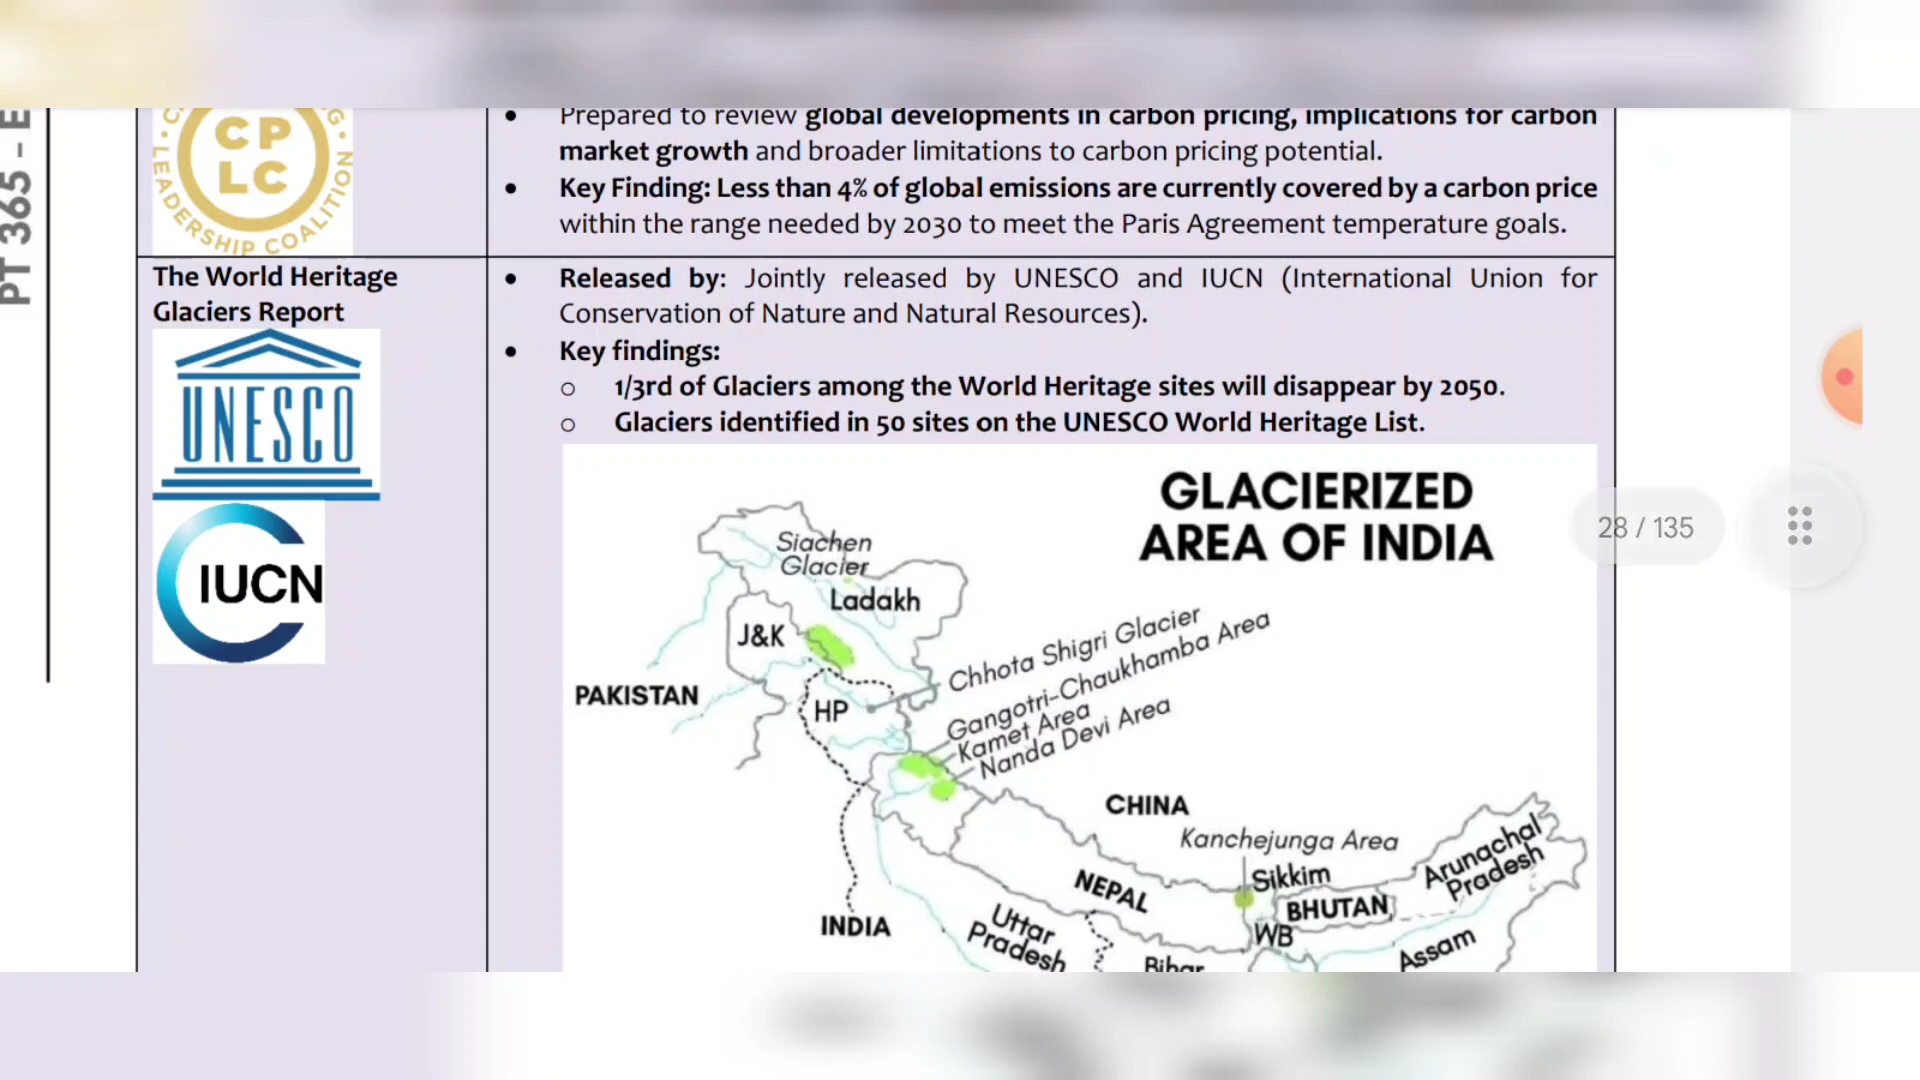 PT 365 - E
CP
LC
LEADERSHIP COALITION
Prepared to review global developments in carbon pricing, implications for carbon
market growth and broader limitations to carbon pricing potential.
Key Finding: Less than 4% of global emissions are currently covered by a carbon price
within the range needed by 2030 to meet the Paris Agreement temperature goals.
The World Heritage
Glaciers Report
UNESCO
IUCN
Released by: Jointly released by UNESCO and IUCN (International Union for
Conservation of Nature and Natural Resources).
Key findings:
1/3rd of Glaciers among the World Heritage sites will disappear by 2050.
Glaciers identified in 50 sites on the UNESCO World Heritage List.
GLACIERIZED
AREA OF INDIA
28 / 135
Siachen
Glacier
Ladakh
J&K
Chhota Shigri Glacier
PAKISTAN
HP
Gangotri-Chaukhamba Area
Kamet Area
Nanda Devi Area
CHINA
Kanchejunga Area
Sikkim
Arunachal
Pradesh
NEPAL
BHUTAN
INDIA
Uttar
Pradesh
WB
Assam
Bihar